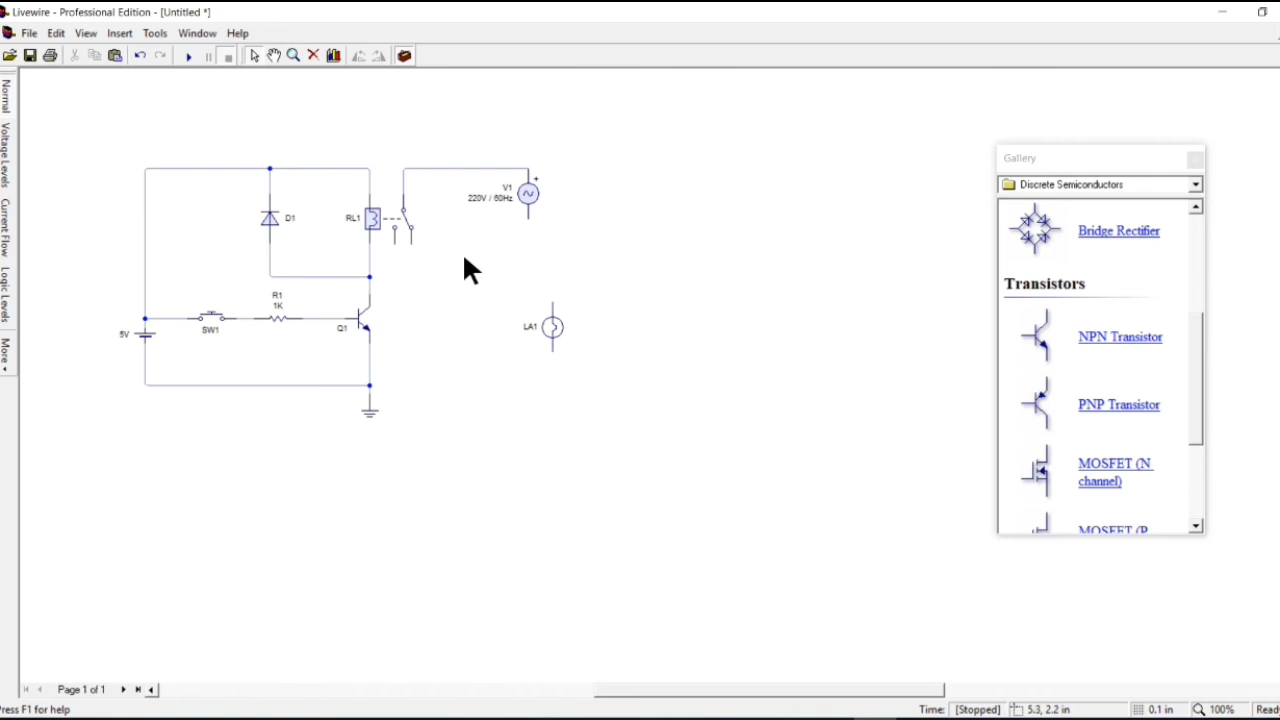 Livewire - Professional Edition - [Untitled *]
File Edit View Insert Tools Window Help
Normal
Voltage Levels
Current Flow
Logic Levels
More
D1
RL1
V1
220V / 60Hz
R1
1K
SW1
Q1
5V
LA1
Gallery
Discrete Semiconductors
Bridge Rectifier
Transistors
NPN Transistor
PNP Transistor
MOSFET (N
channel)
MOSFET (P
Page 1 of 1
Press F1 for help
Time: [Stopped] 5.3, 2.2 in 0.1 in 100% Ready